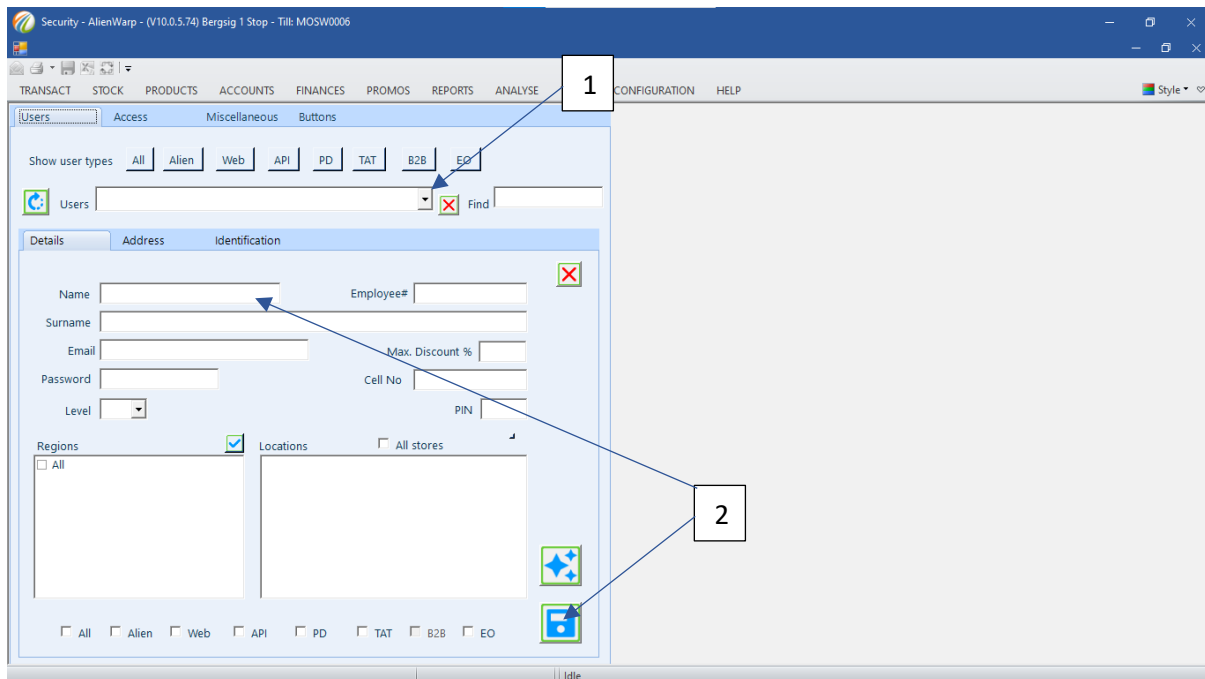 Security - AlienWarp - (V10.0.5.74) Bergsig 1 Stop - Till: MOSW0006
TRANSACT STOCK PRODUCTS ACCOUNTS FINANCES PROMOS REPORTS ANALYSE CONFIGURATION HELP Style
1
Users Access Miscellaneous Buttons
Show user types All Alien Web API PD TAT B2B EO
Users Find
Details Address Identification
Name Employee#
Surname
Email Max. Discount %
Password Cell No
Level PIN
Regions Locations All stores
All
2
All Alien Web API PD TAT B2B EO
Idle